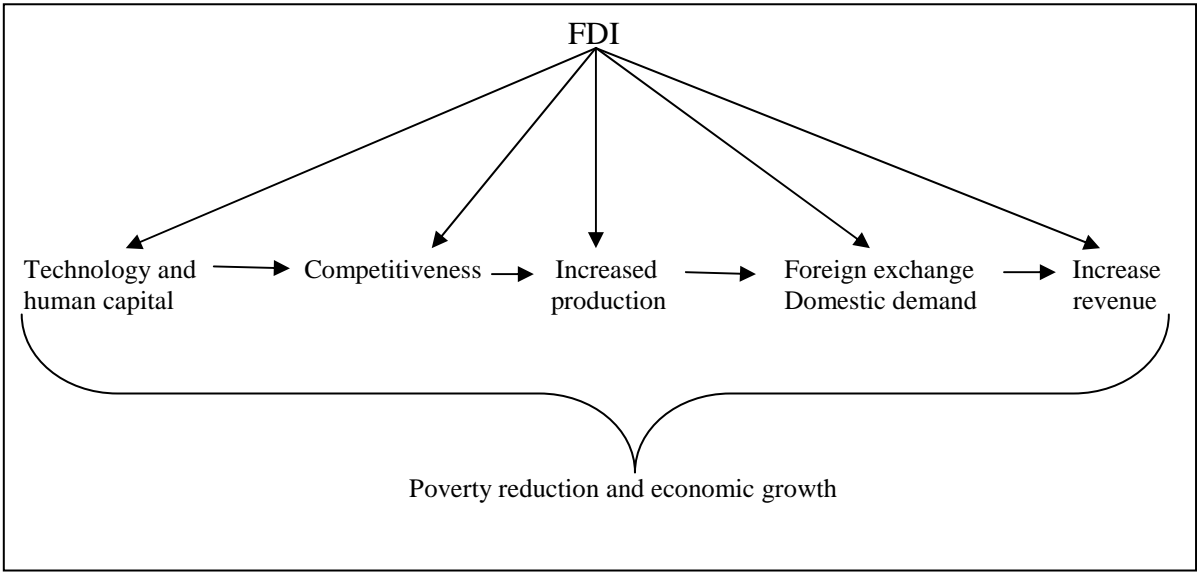 FDI
Technology and
human capital
Competitiveness
Increased
production
Foreign exchange
Domestic demand
Increase
revenue
Poverty reduction and economic growth